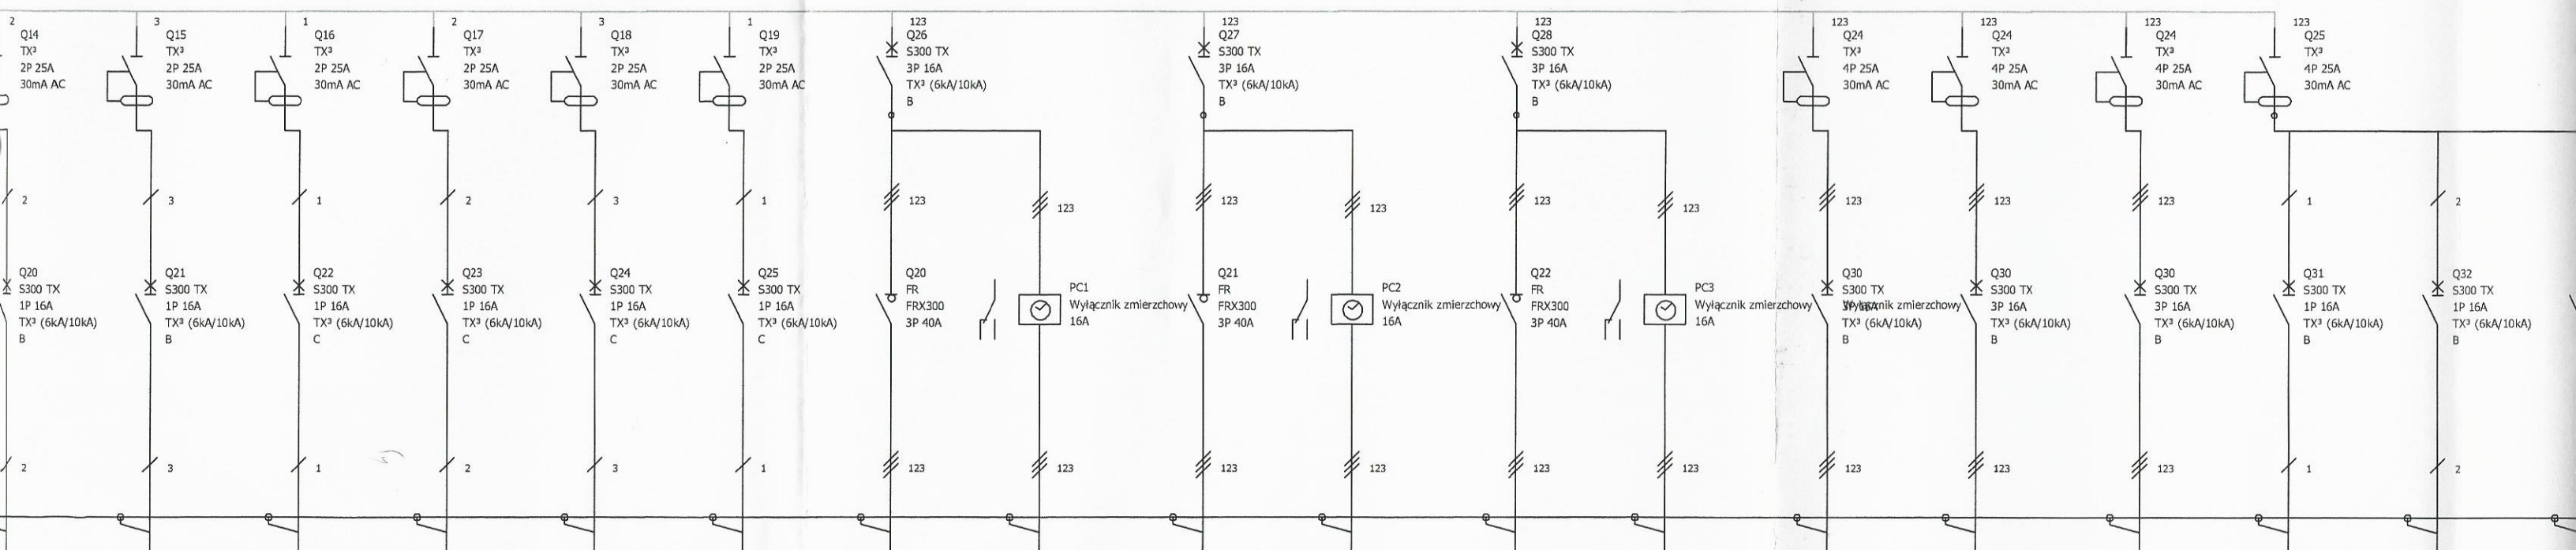 2
Q14
TX³
2P 25A
30mA AC
3
Q15
TX³
2P 25A
30mA AC
1
Q16
TX³
2P 25A
30mA AC
2
Q17
TX³
2P 25A
30mA AC
3
Q18
TX³
2P 25A
30mA AC
1
Q19
TX³
2P 25A
30mA AC
123
Q26
S300 TX
3P 16A
TX³ (6kA/10kA)
B
123
Q27
S300 TX
3P 16A
TX³ (6kA/10kA)
B
123
Q28
S300 TX
3P 16A
TX³ (6kA/10kA)
B
123
Q24
TX³
4P 25A
30mA AC
123
Q24
TX³
4P 25A
30mA AC
123
Q24
TX³
4P 25A
30mA AC
123
Q25
TX³
4P 25A
30mA AC
2
3
1
2
3
1
123
123
123
123
123
123
123
123
123
1
2
Q20
S300 TX
1P 16A
TX³ (6kA/10kA)
B
Q21
S300 TX
1P 16A
TX³ (6kA/10kA)
B
Q22
S300 TX
1P 16A
TX³ (6kA/10kA)
C
Q23
S300 TX
1P 16A
TX³ (6kA/10kA)
C
Q24
S300 TX
1P 16A
TX³ (6kA/10kA)
C
Q25
S300 TX
1P 16A
TX³ (6kA/10kA)
C
Q20
FR
FRX300
3P 40A
PC1
Wyłącznik zmierzchowy
16A
Q21
FR
FRX300
3P 40A
PC2
Wyłącznik zmierzchowy
16A
Q22
FR
FRX300
3P 40A
PC3
Wyłącznik zmierzchowy
16A
Q30
S300 TX
Wyłącznik zmierzchowy
TX³ (6kA/10kA)
B
Q30
S300 TX
3P 16A
TX³ (6kA/10kA)
B
Q30
S300 TX
3P 16A
TX³ (6kA/10kA)
B
Q31
S300 TX
1P 16A
TX³ (6kA/10kA)
B
Q32
S300 TX
1P 16A
TX³ (6kA/10kA)
B
2
3
1
2
3
1
123
123
123
123
123
123
123
123
123
1
2